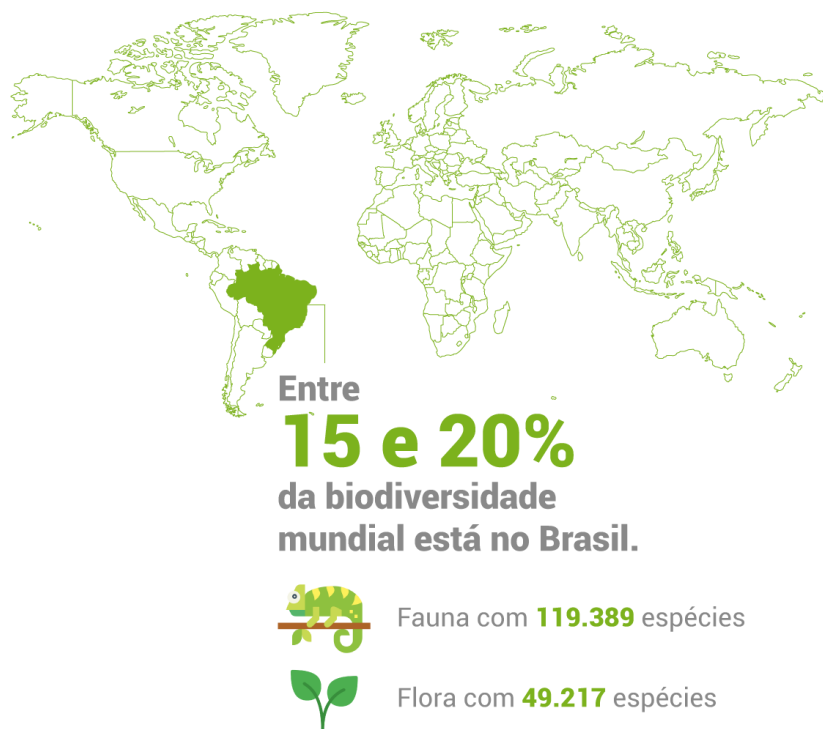 Entre
15 e 20%
da biodiversidade
mundial está no Brasil.
Fauna com 119.389 espécies
Flora com 49.217 espécies